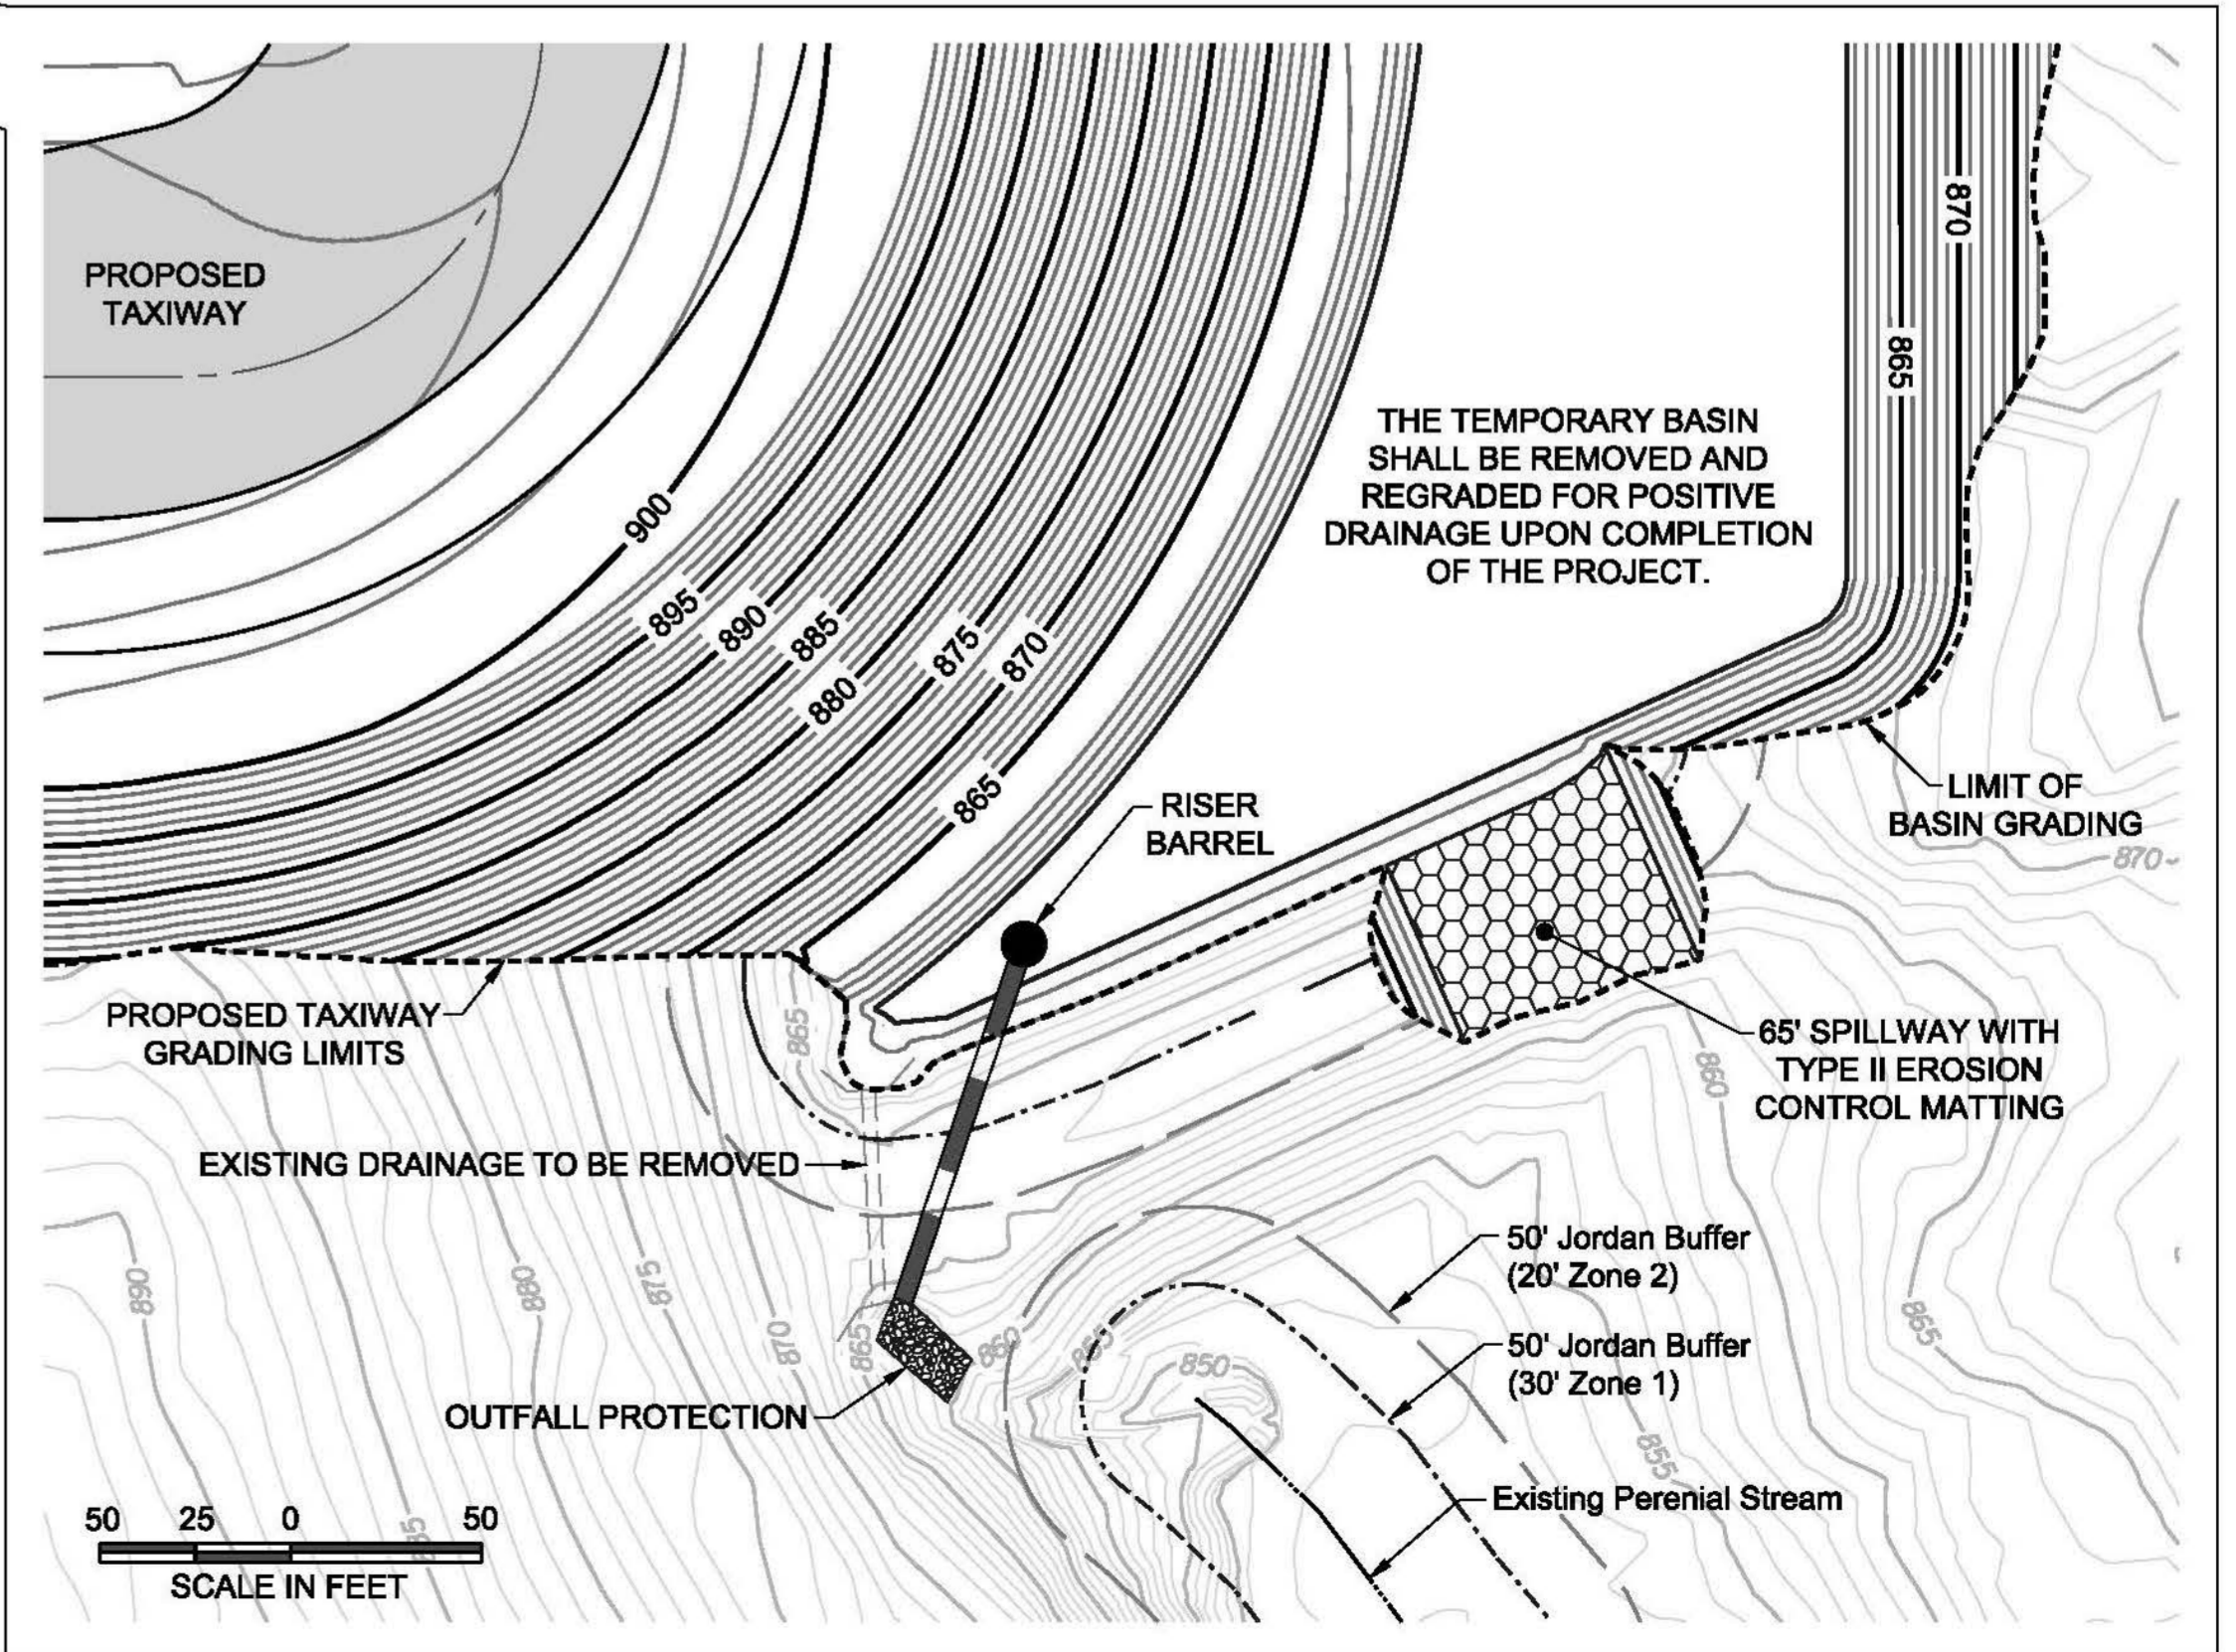 PROPOSED
TAXIWAY
870
865
THE TEMPORARY BASIN
SHALL BE REMOVED AND
REGRADED FOR POSITIVE
DRAINAGE UPON COMPLETION
OF THE PROJECT.
900
895
890
885
880
875
870
865
RISER
BARREL
LIMIT OF
BASIN GRADING
870
PROPOSED TAXIWAY
GRADING LIMITS
865
65' SPILLWAY WITH
TYPE II EROSION
CONTROL MATTING
860
EXISTING DRAINAGE TO BE REMOVED
50' Jordan Buffer
(20' Zone 2)
890
880
875
870
865
860
855
850
865
50' Jordan Buffer
(30' Zone 1)
OUTFALL PROTECTION
855
Existing Perenial Stream
50 25 0 50
885
SCALE IN FEET